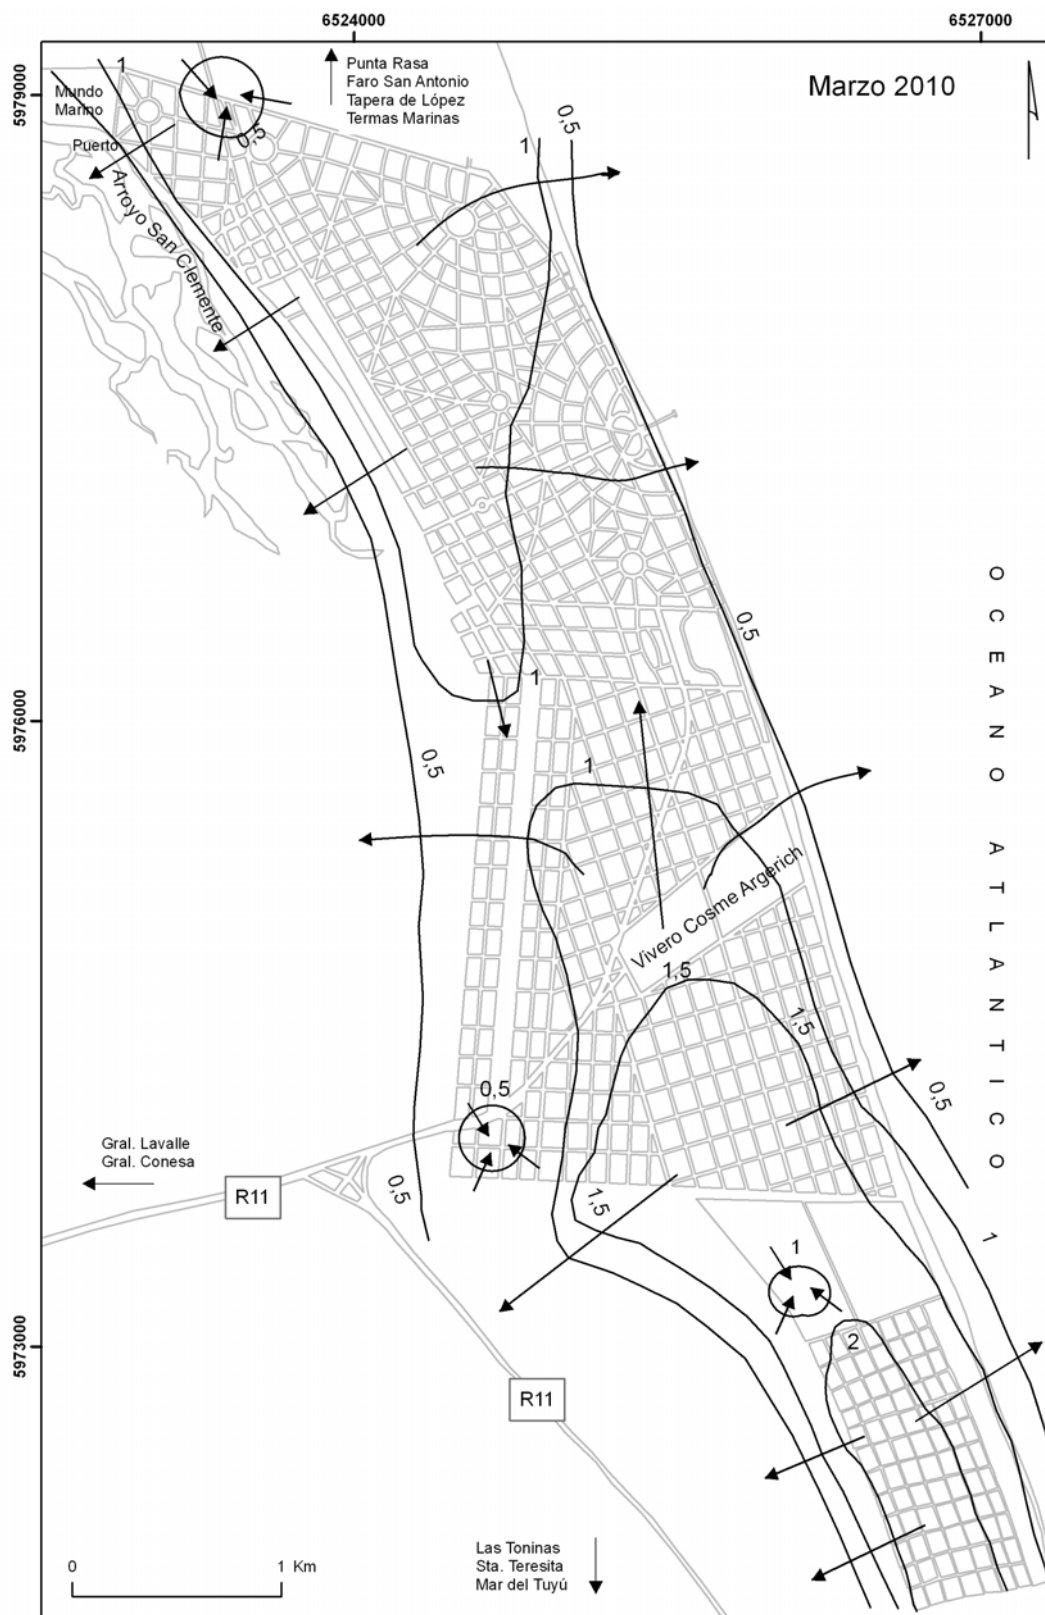 6524000
6527000
5979000
5976000
5973000
Marzo 2010
Punta Rasa
Faro San Antonio
Tapera de López
Termas Marinas
1
Mundo
Marino
Puerto
0,5
Arroyo San Clemente
1
0,5
0,5
1
0,5
1
OCEANO ATLANTICO
Vivero Cosme Argerich
1,5
1,5
0,5
0,5
Gral. Lavalle
Gral. Conesa
R11
0,5
1,5
1
1
2
R11
0 1 Km
Las Toninas
Sta. Teresita
Mar del Tuyú